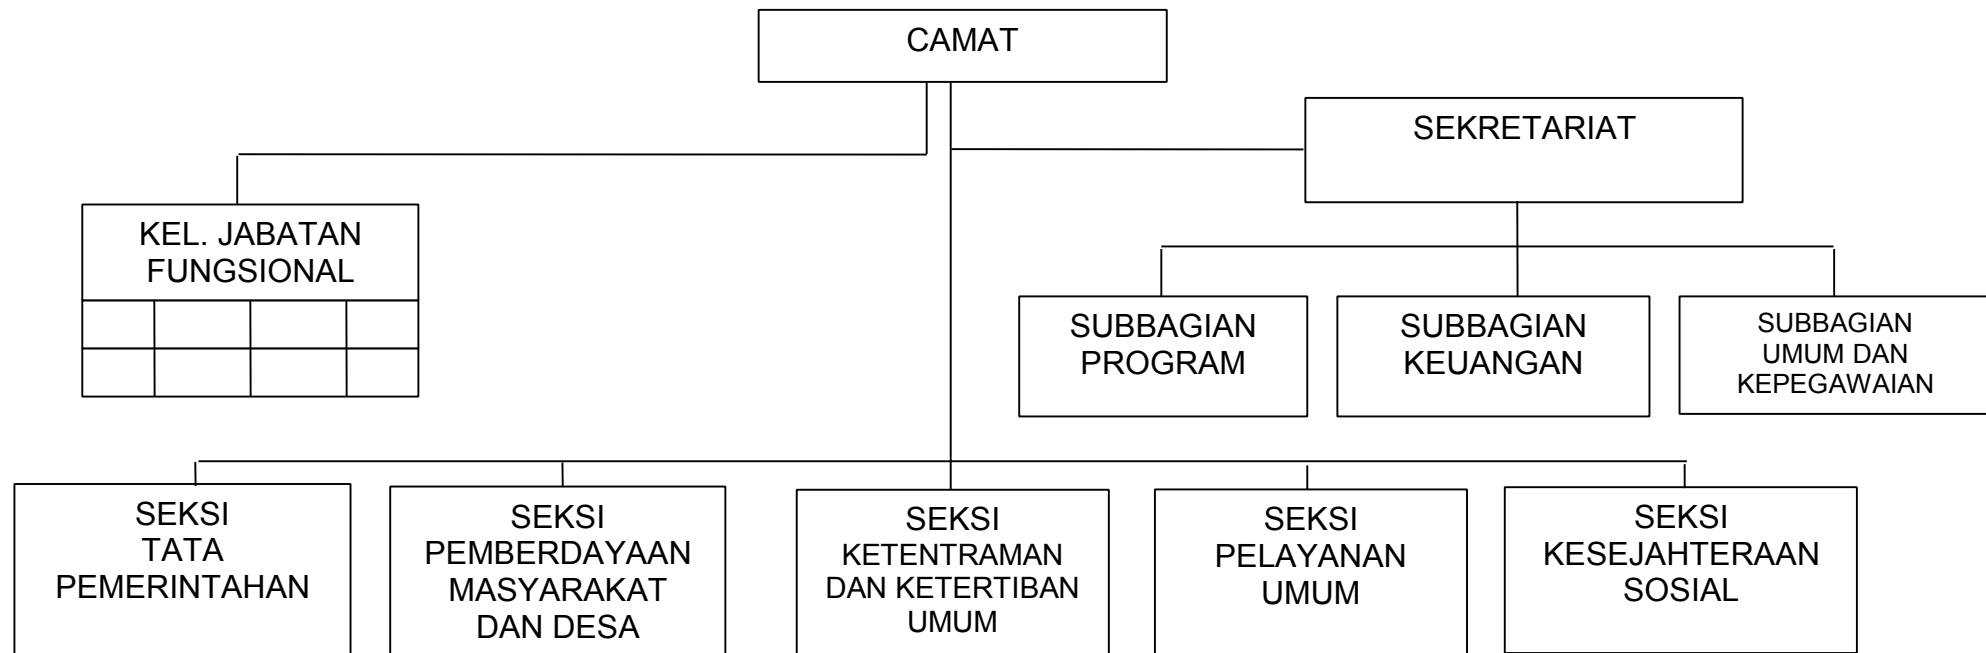 CAMAT
SEKRETARIAT
KEL. JABATAN
FUNGSIONAL
SUBBAGIAN
PROGRAM
SUBBAGIAN
KEUANGAN
SUBBAGIAN
UMUM DAN
KEPEGAWAIAN
SEKSI
TATA
PEMERINTAHAN
SEKSI
PEMBERDAYAAN
MASYARAKAT
DAN DESA
SEKSI
KETENTRAMAN
DAN KETERTIBAN
UMUM
SEKSI
PELAYANAN
UMUM
SEKSI
KESEJAHTERAAN
SOSIAL